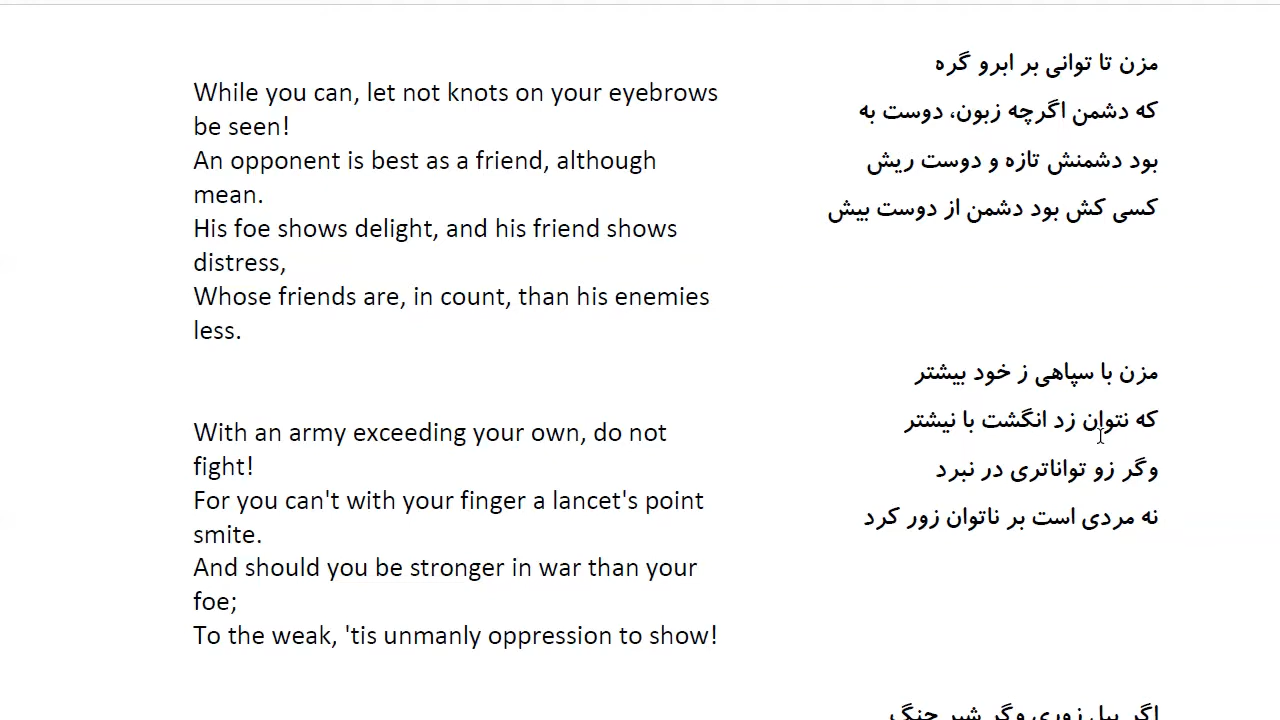 While you can, let not knots on your eyebrows
be seen!
An opponent is best as a friend, although
mean.
His foe shows delight, and his friend shows
distress,
Whose friends are, in count, than his enemies
less.
With an army exceeding your own, do not
fight!
For you can't with your finger a lancet's point
smite.
And should you be stronger in war than your
foe;
To the weak, 'tis unmanly oppression to show!
مزن تا توانی بر ابرو گره
که دشمن اگرچه زبون، دوست به
بود دشمنش تازه و دوست ریش
کسی کش بود دشمن از دوست بیش
مزن با سپاهی ز خود بیشتر
که نتوان زد انگشت با نیشتر
وگر زو تواناتری در نبرد
نه مردی است بر ناتوان زور کرد
اگر پیل زوری وگر شیر جنگ